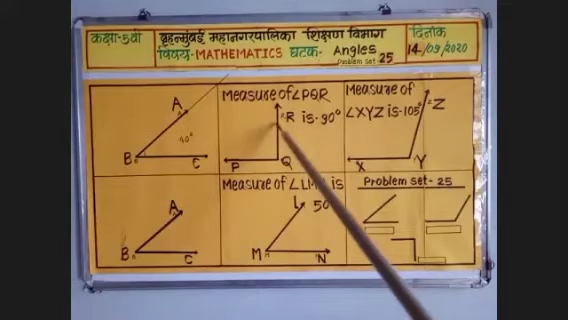 कक्षा-5वी
बृहन्मुंबई महानगरपालिका शिक्षण विभाग
विषय-MATHEMATICS घटक- Angles
Problem set 25
दिनांक
14/09/2020
A
40°
B C
Measure of ∠PQR
R is-90°
P Q
Measure of
∠XYZ is-105°
Z
X Y
A
B C
Measure of ∠LM is
L 50
M N
Problem set-25